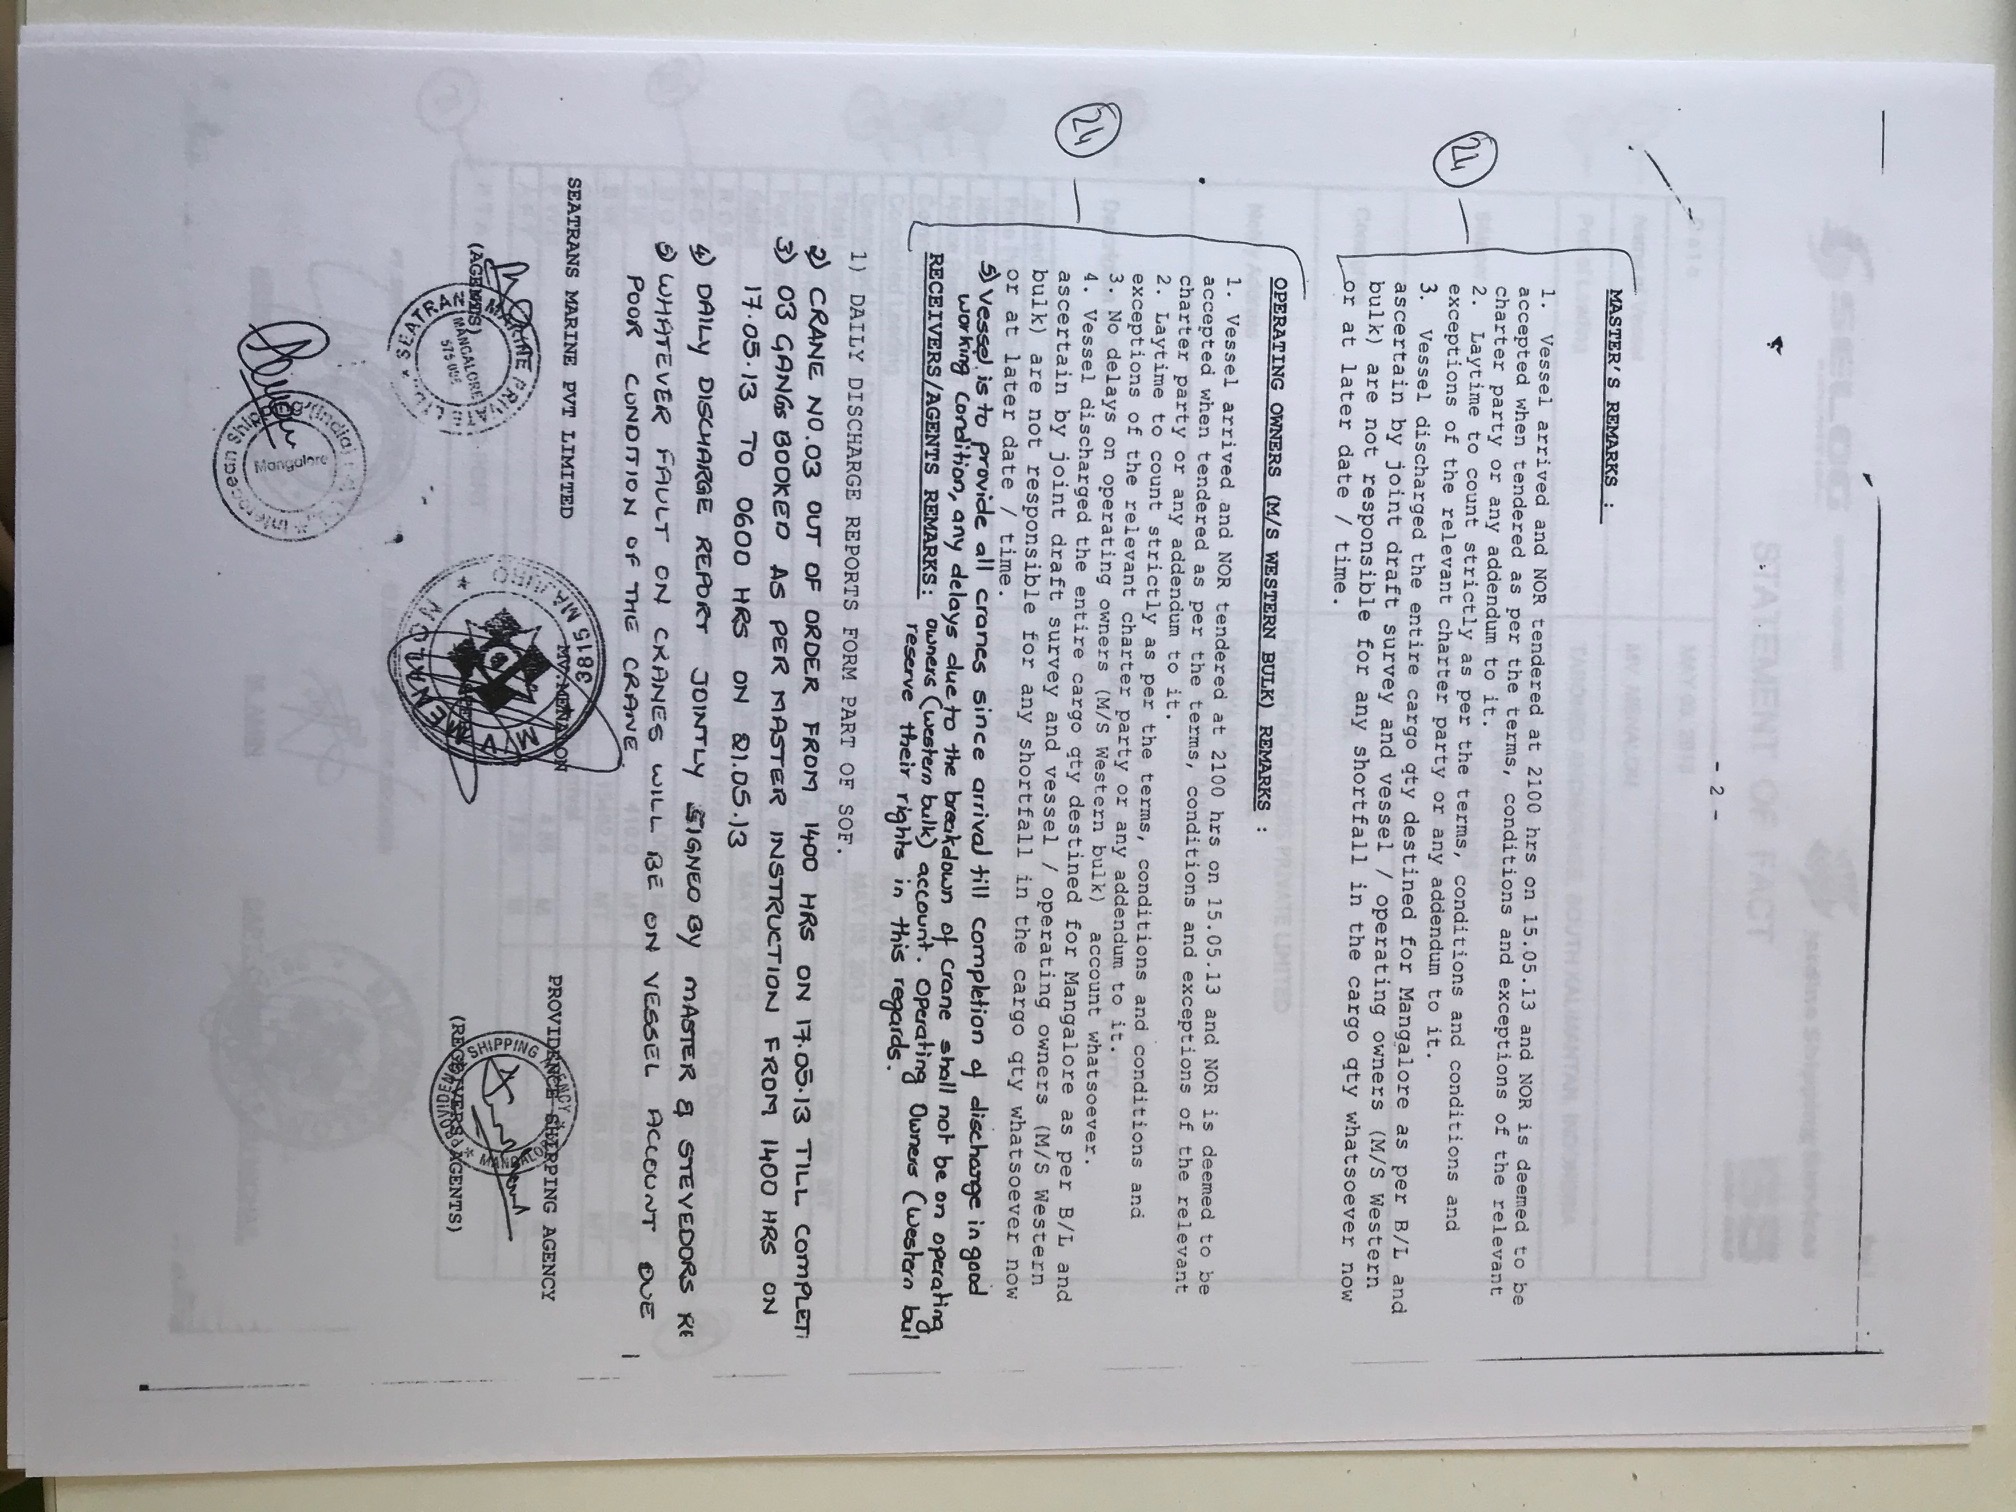 - 2 -
MASTER'S REMARKS :
1. Vessel arrived and NOR tendered at 2100 hrs on 15.05.13 and NOR is deemed to be
accepted when tendered as per the terms, conditions and exceptions of the relevant
charter party or any addendum to it.
2. Laytime to count strictly as per the terms, conditions and conditions and
exceptions of the relevant charter party or any addendum to it.
3. Vessel discharged the entire cargo qty destined for Mangalore as per B/L and
ascertain by joint draft survey and vessel / operating owners (M/S Western
bulk) are not responsible for any shortfall in the cargo qty whatsoever now
or at later date / time.
24
OPERATING OWNERS (M/S WESTERN BULK) REMARKS :
1. Vessel arrived and NOR tendered at 2100 hrs on 15.05.13 and NOR is deemed to be
accepted when tendered as per the terms, conditions and exceptions of the relevant
charter party or any addendum to it.
2. Laytime to count strictly as per the terms, conditions and conditions and
exceptions of the relevant charter party or any addendum to it.
3. No delays on operating owners (M/S Western bulk) account whatsoever.
4. Vessel discharged the entire cargo qty destined for Mangalore as per B/L and
ascertain by joint draft survey and vessel / operating owners (M/S Western
bulk) are not responsible for any shortfall in the cargo qty whatsoever now
or at later date / time.
24
5) Vessel is to provide all cranes since arrival till completion of discharge in good
working condition, any delays due to the breakdown of crane shall not be on operating
owners (western bulk) account. Operating Owners (western bul
reserve their rights in this regards.
RECEIVERS/AGENTS REMARKS:
1) DAILY DISCHARGE REPORTS FORM PART OF SOF.
2) CRANE NO.03 OUT OF ORDER FROM 1400 HRS ON 17.05.13 TILL COMPLETI
3) 03 GANGS BOOKED AS PER MASTER INSTRUCTION FROM 1400 HRS ON
17.05.13 TO 0600 HRS ON 21.05.13
4) DAILY DISCHARGE REPORT JOINTLY SIGNED BY MASTER & STEVEDORS RE
5) WHATEVER FAULT ON CRANES WILL BE ON VESSEL ACCOUNT DUE
POOR CONDITION OF THE CRANE.
SEATRANS MARINE PVT LIMITED
MV.MENALON
PROVIDENCE SHIPPING AGENCY
(AGENTS)
(RECEIVERS AGENTS)
SEATRANS MARINE PRIVATE LTD.
MANGALORE
M/V MENALON
3815 MAJURO
PROVIDENCE SHIPPING AGENCY
MANGALORE
Interocean Shipping (India)
Mangalore
STATEMENT OF FACT